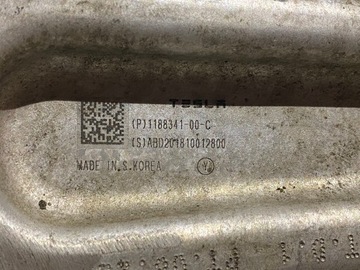 TESLA
(P)1188341-00-C
(S)ABD201810012800
MADE IN S.KOREA